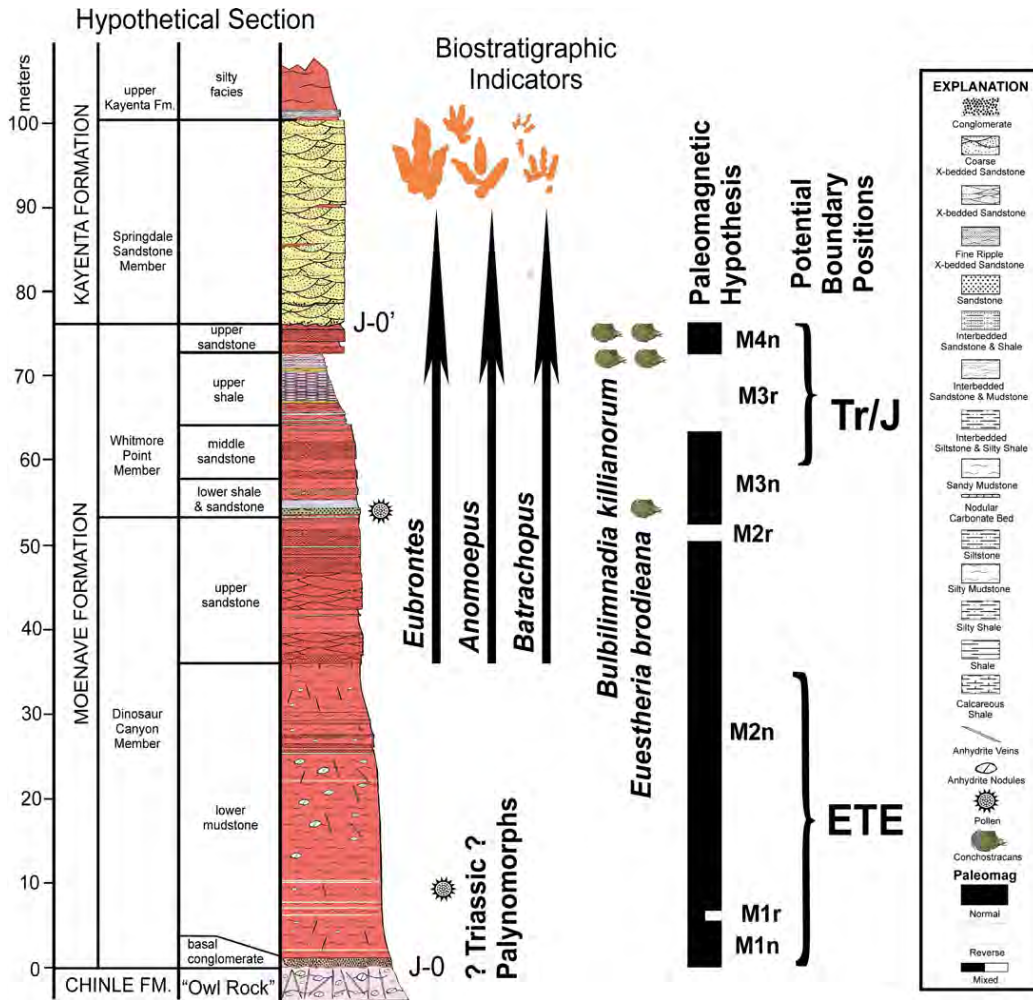 Hypothetical Section
Biostratigraphic
Indicators
meters
100
90
80
70
60
50
40
30
20
10
0
KAYENTA FORMATION
MOENAVE FORMATION
CHINLE FM.
upper
Kayenta Fm.
Springdale
Sandstone
Member
Whitmore
Point
Member
Dinosaur
Canyon
Member
silty
facies
upper
sandstone
upper
shale
middle
sandstone
lower shale
& sandstone
upper
sandstone
lower
mudstone
basal
conglomerate
"Owl Rock"
J-0'
J-0
Eubrontes
Anomoepus
Batrachopus
? Triassic ?
Palynomorphs
Bulbilimnadia killianorum
Euestheria brodieana
Paleomagnetic
Hypothesis
M4n
M3r
M3n
M2r
M2n
M1r
M1n
Potential
Boundary
Positions
Tr/J
ETE
EXPLANATION
Conglomerate
Coarse
X-bedded Sandstone
X-bedded Sandstone
Fine Ripple
X-bedded Sandstone
Sandstone
Interbedded
Sandstone & Shale
Interbedded
Sandstone & Mudstone
Interbedded
Siltstone & Silty Shale
Sandy Mudstone
Nodular
Carbonate Bed
Siltstone
Silty Mudstone
Silty Shale
Shale
Calcareous
Shale
Anhydrite Veins
Anhydrite Nodules
Pollen
Conchostracans
Paleomag
Normal
Reverse
Mixed